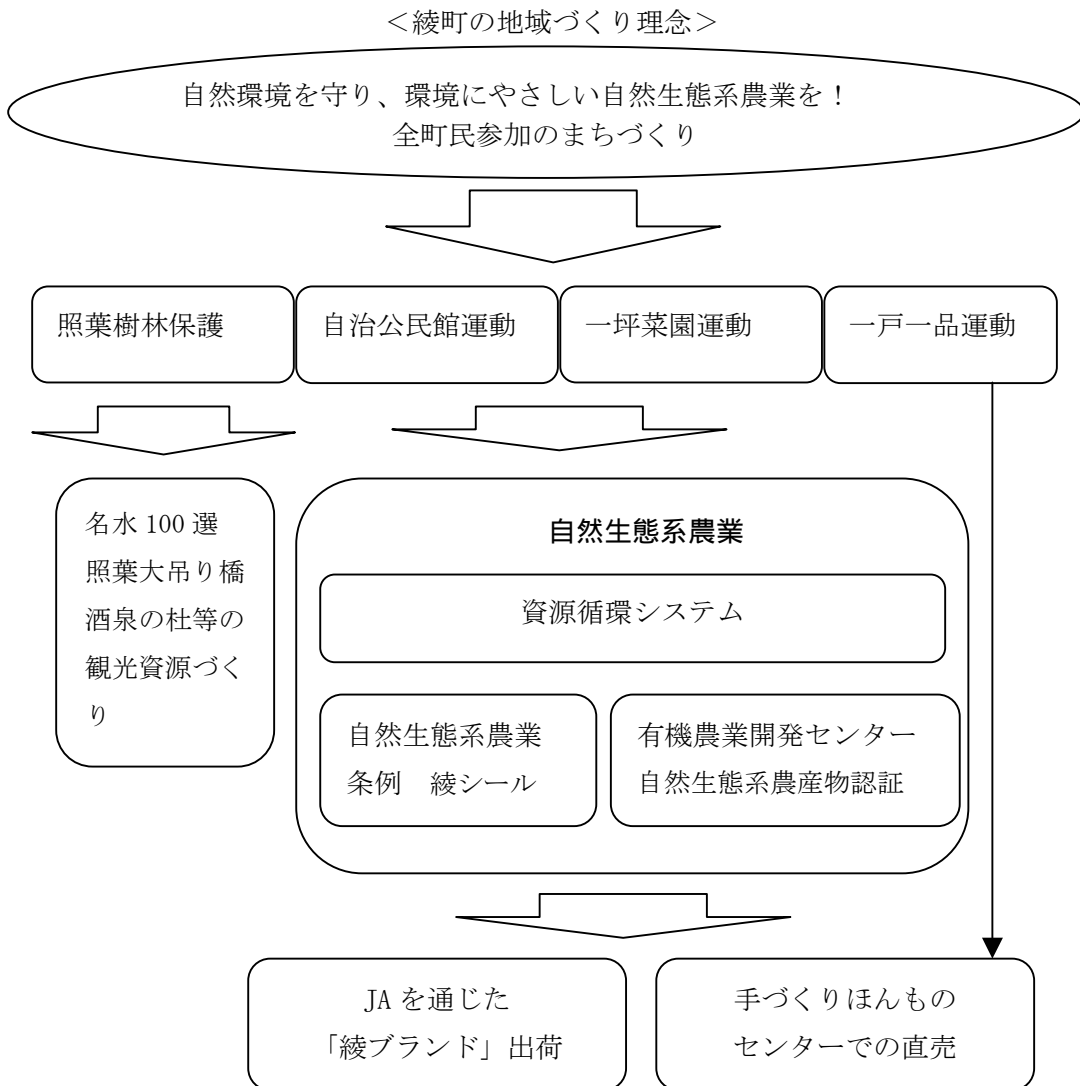 ＜綾町の地域づくり理念＞
自然環境を守り、環境にやさしい自然生態系農業を！
全町民参加のまちづくり
照葉樹林保護
自治公民館運動
一坪菜園運動
一戸一品運動
名水 100 選
照葉大吊り橋
酒泉の杜等の
観光資源づく
り
自然生態系農業
資源循環システム
自然生態系農業
条例　綾シール
有機農業開発センター
自然生態系農産物認証
JA を通じた
「綾ブランド」出荷
手づくりほんもの
センターでの直売